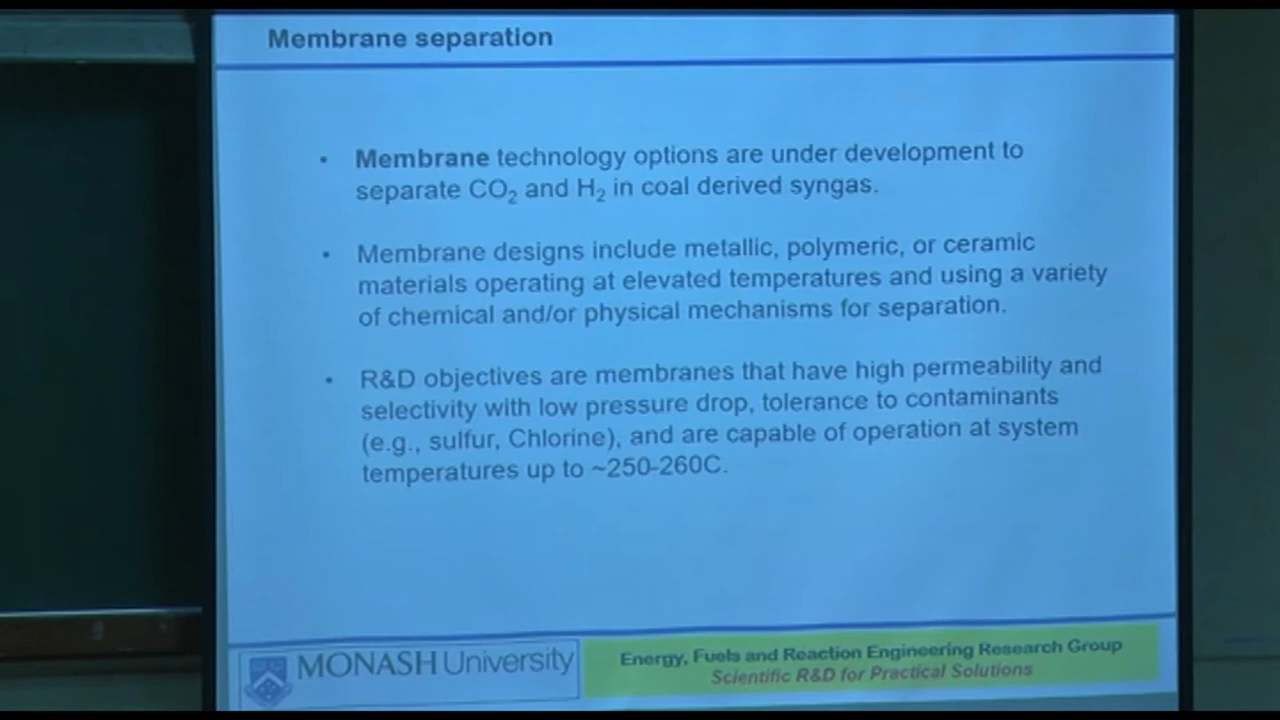 Membrane separation
• Membrane technology options are under development to
separate CO₂ and H₂ in coal derived syngas.
• Membrane designs include metallic, polymeric, or ceramic
materials operating at elevated temperatures and using a variety
of chemical and/or physical mechanisms for separation.
• R&D objectives are membranes that have high permeability and
selectivity with low pressure drop, tolerance to contaminants
(e.g., sulfur, Chlorine), and are capable of operation at system
temperatures up to ~250-260C.
MONASH University
Energy, Fuels and Reaction Engineering Research Group
Scientific R&D for Practical Solutions